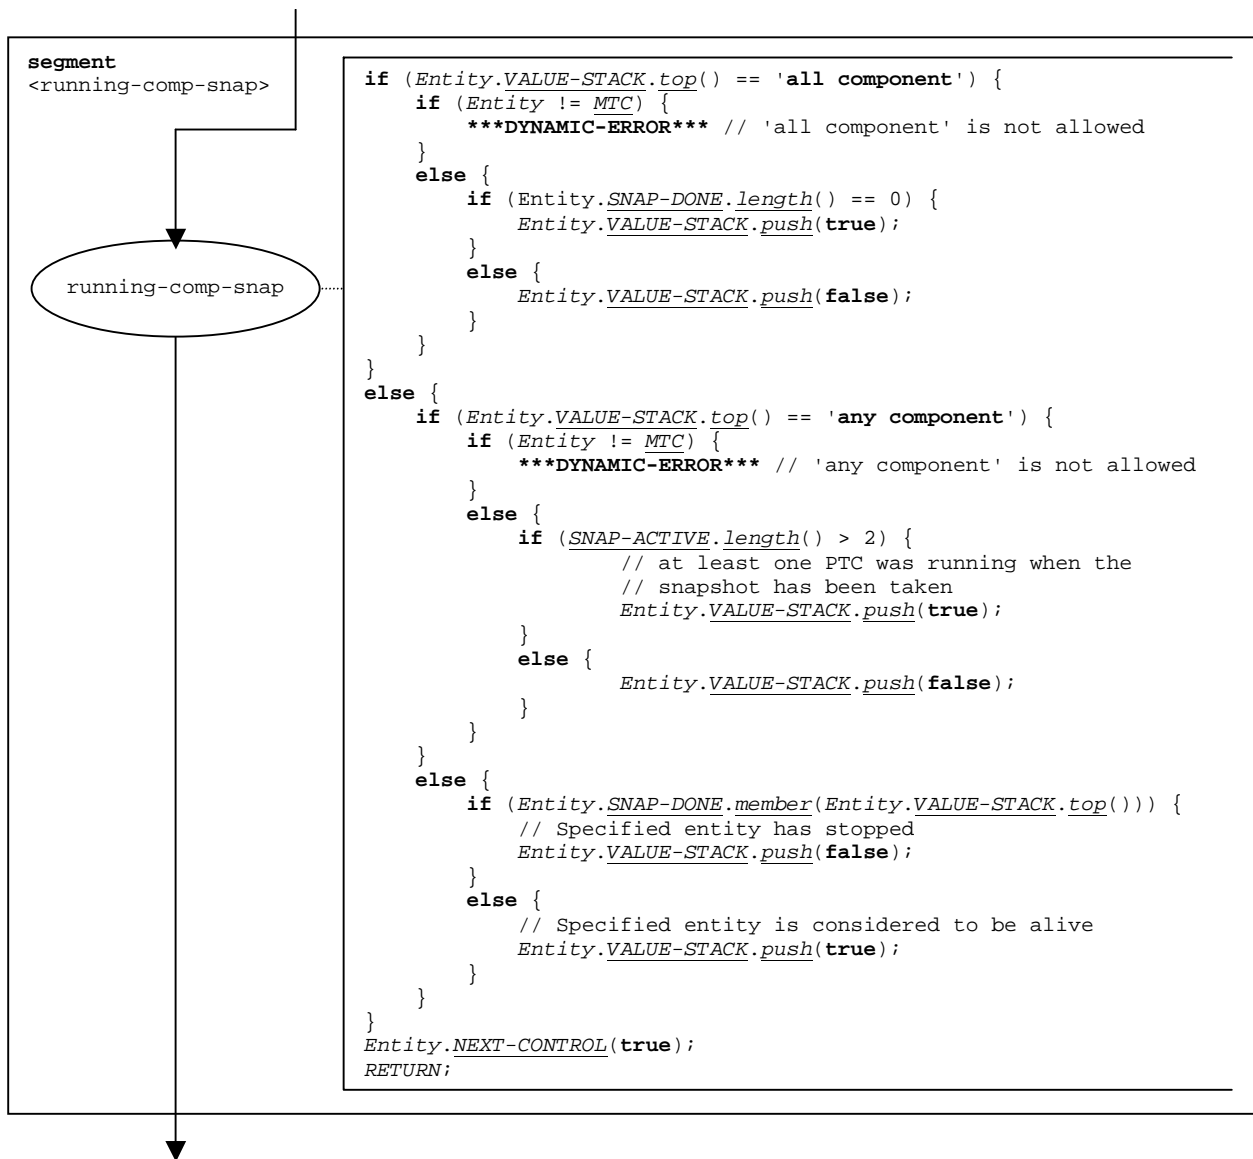 segment
<running-comp-snap>
running-comp-snap
if (Entity.VALUE-STACK.top() == 'all component') {
if (Entity != MTC) {
***DYNAMIC-ERROR*** // 'all component' is not allowed
}
else {
if (Entity.SNAP-DONE.length() == 0) {
Entity.VALUE-STACK.push(true);
}
else {
Entity.VALUE-STACK.push(false);
}
}
}
else {
if (Entity.VALUE-STACK.top() == 'any component') {
if (Entity != MTC) {
***DYNAMIC-ERROR*** // 'any component' is not allowed
}
else {
if (SNAP-ACTIVE.length() > 2) {
// at least one PTC was running when the
// snapshot has been taken
Entity.VALUE-STACK.push(true);
}
else {
Entity.VALUE-STACK.push(false);
}
}
}
else {
if (Entity.SNAP-DONE.member(Entity.VALUE-STACK.top())) {
// Specified entity has stopped
Entity.VALUE-STACK.push(false);
}
else {
// Specified entity is considered to be alive
Entity.VALUE-STACK.push(true);
}
}
}
Entity.NEXT-CONTROL(true);
RETURN;